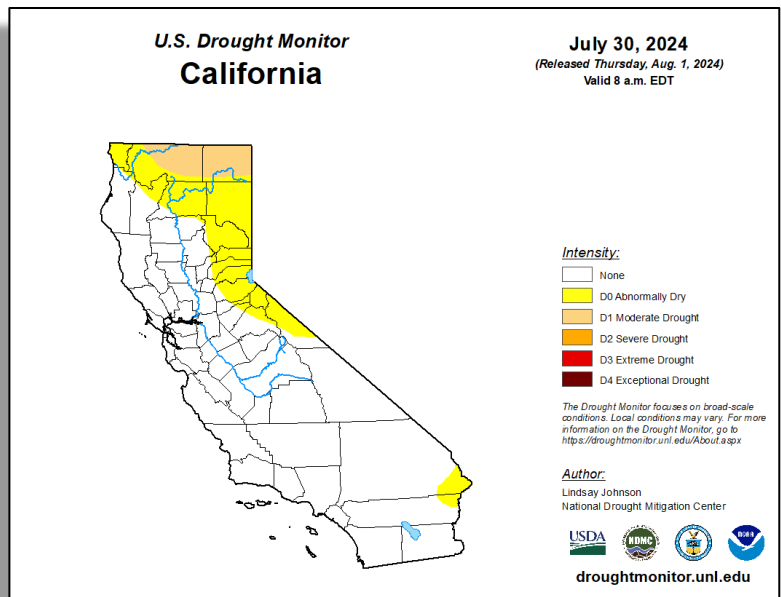 U.S. Drought Monitor
California
July 30, 2024
(Released Thursday, Aug. 1, 2024)
Valid 8 a.m. EDT
Intensity:
None
D0 Abnormally Dry
D1 Moderate Drought
D2 Severe Drought
D3 Extreme Drought
D4 Exceptional Drought
The Drought Monitor focuses on broad-scale
conditions. Local conditions may vary. For more
information on the Drought Monitor, go to
https://droughtmonitor.unl.edu/About.aspx
Author:
Lindsay Johnson
National Drought Mitigation Center
USDA
NDMC
NOAA
droughtmonitor.unl.edu